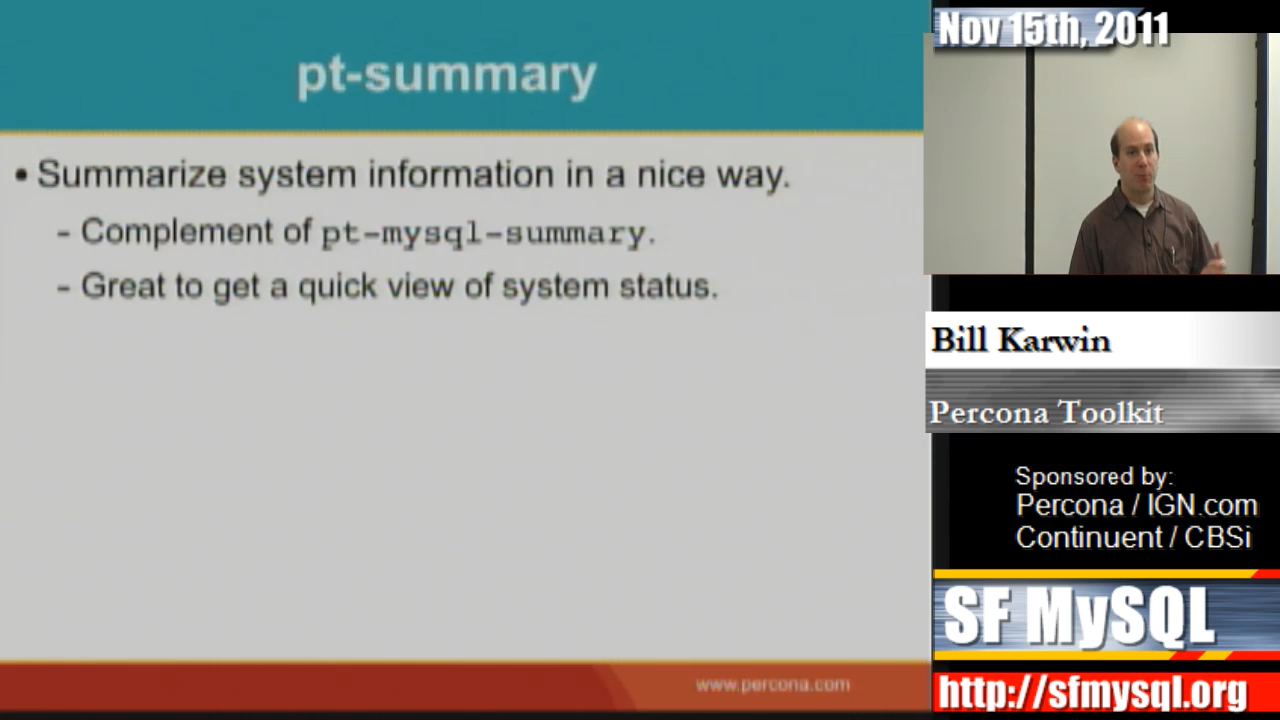 pt-summary
• Summarize system information in a nice way.
– Complement of pt-mysql-summary.
– Great to get a quick view of system status.
www.percona.com
Nov 15th, 2011
Bill Karwin
Percona Toolkit
Sponsored by:
Percona / IGN.com
Continuent / CBSi
SF MySQL
http://sfmysql.org